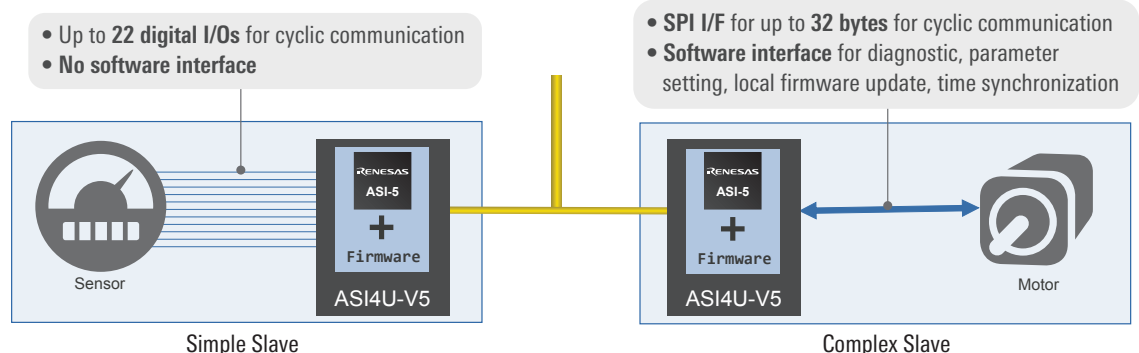 • Up to 22 digital I/Os for cyclic communication
• No software interface
• SPI I/F for up to 32 bytes for cyclic communication
• Software interface for diagnostic, parameter
setting, local firmware update, time synchronization
Sensor
RENESAS
ASI-5
+
Firmware
ASI4U-V5
Simple Slave
RENESAS
ASI-5
+
Firmware
ASI4U-V5
Motor
Complex Slave